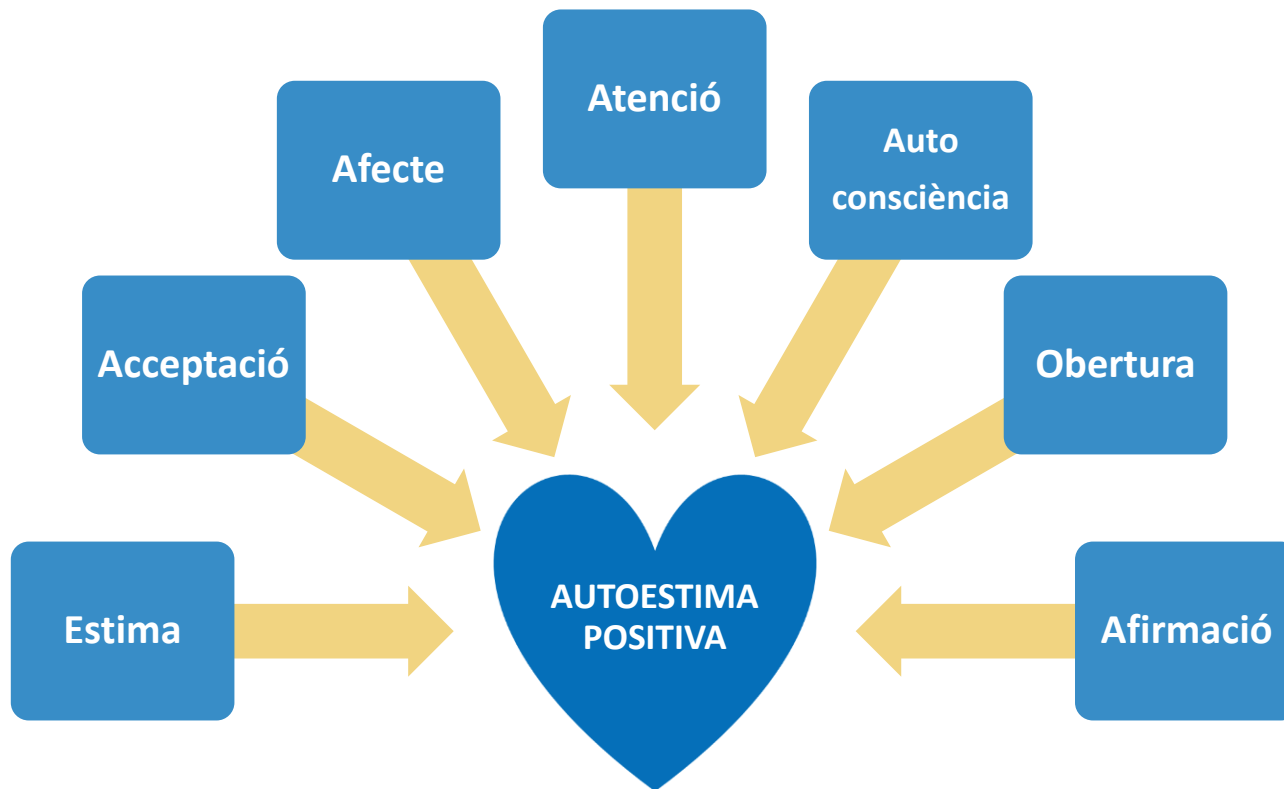 Estima
Acceptació
Afecte
Atenció
Auto
consciència
Obertura
Afirmació
AUTOESTIMA
POSITIVA